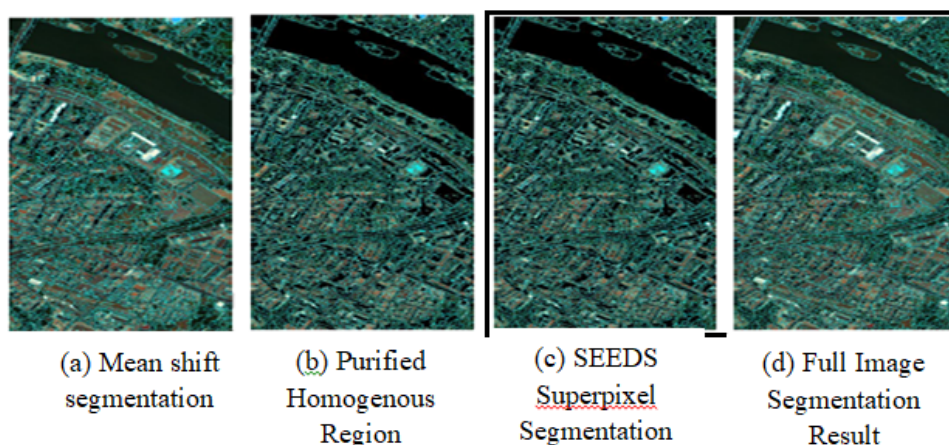 (a) Mean shift
segmentation
(b) Purified
Homogenous
Region
(c) SEEDS
Superpixel
Segmentation
(d) Full Image
Segmentation
Result